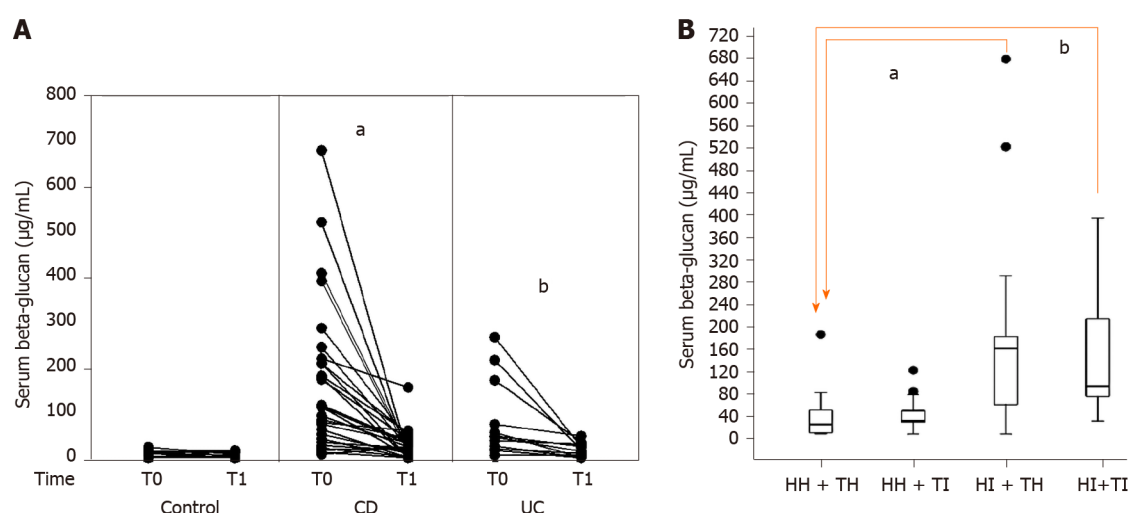 A
Serum beta-glucan (µg/mL)
800
700
600
500
400
300
200
100
0
a
b
Time
T0
T1
T0
T1
T0
T1
Control
CD
UC
B
Serum beta-glucan (µg/mL)
720
680
640
600
560
520
480
440
400
360
320
280
240
200
160
120
80
40
0
a
b
HH + TH
HH + TI
HI + TH
HI+TI